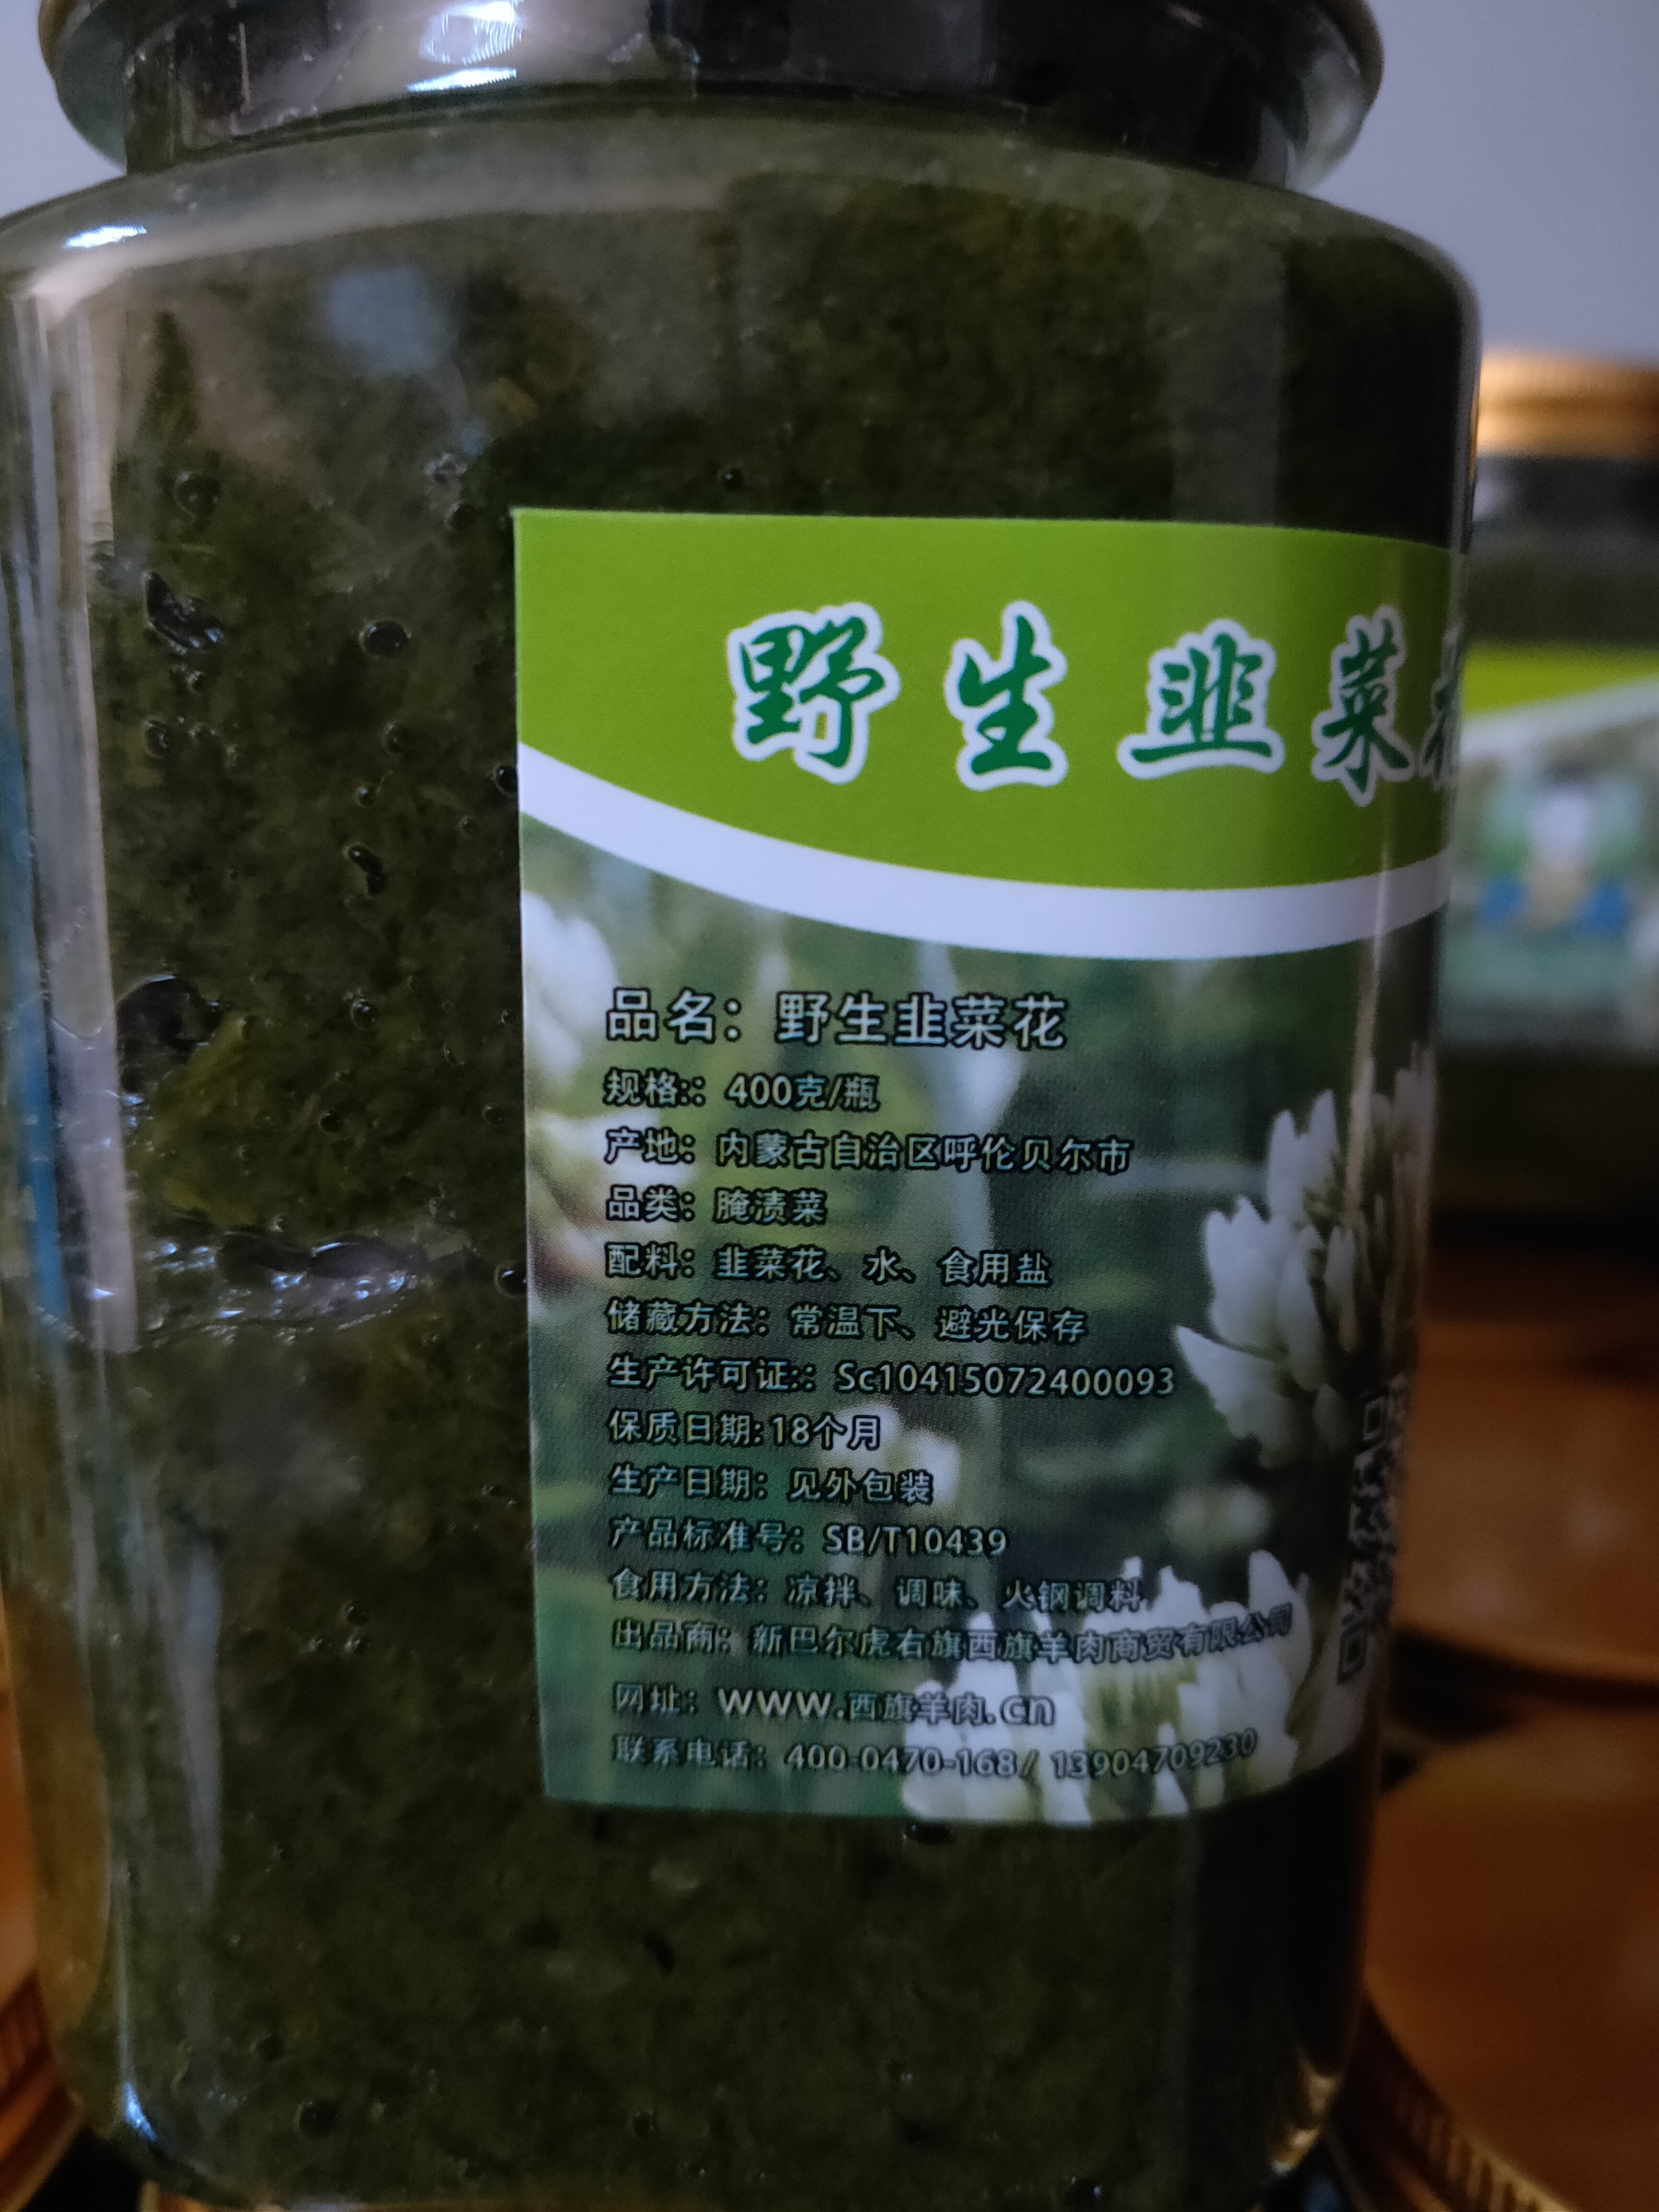 野生韭菜花
品名：野生韭菜花
规格:：400克/瓶
产地：内蒙古自治区呼伦贝尔市
品类：腌渍菜
配料：韭菜花、水、食用盐
储藏方法：常温下、避光保存
生产许可证:：Sc10415072400093
保质日期:18个月
生产日期：见外包装
产品标准号：SB/T10439
食用方法：凉拌、调味、火锅调料
出品商：新巴尔虎右旗西旗羊肉商贸有限公司
网址：www.西旗羊肉.cn
联系电话：400-0470-168/ 13904709230